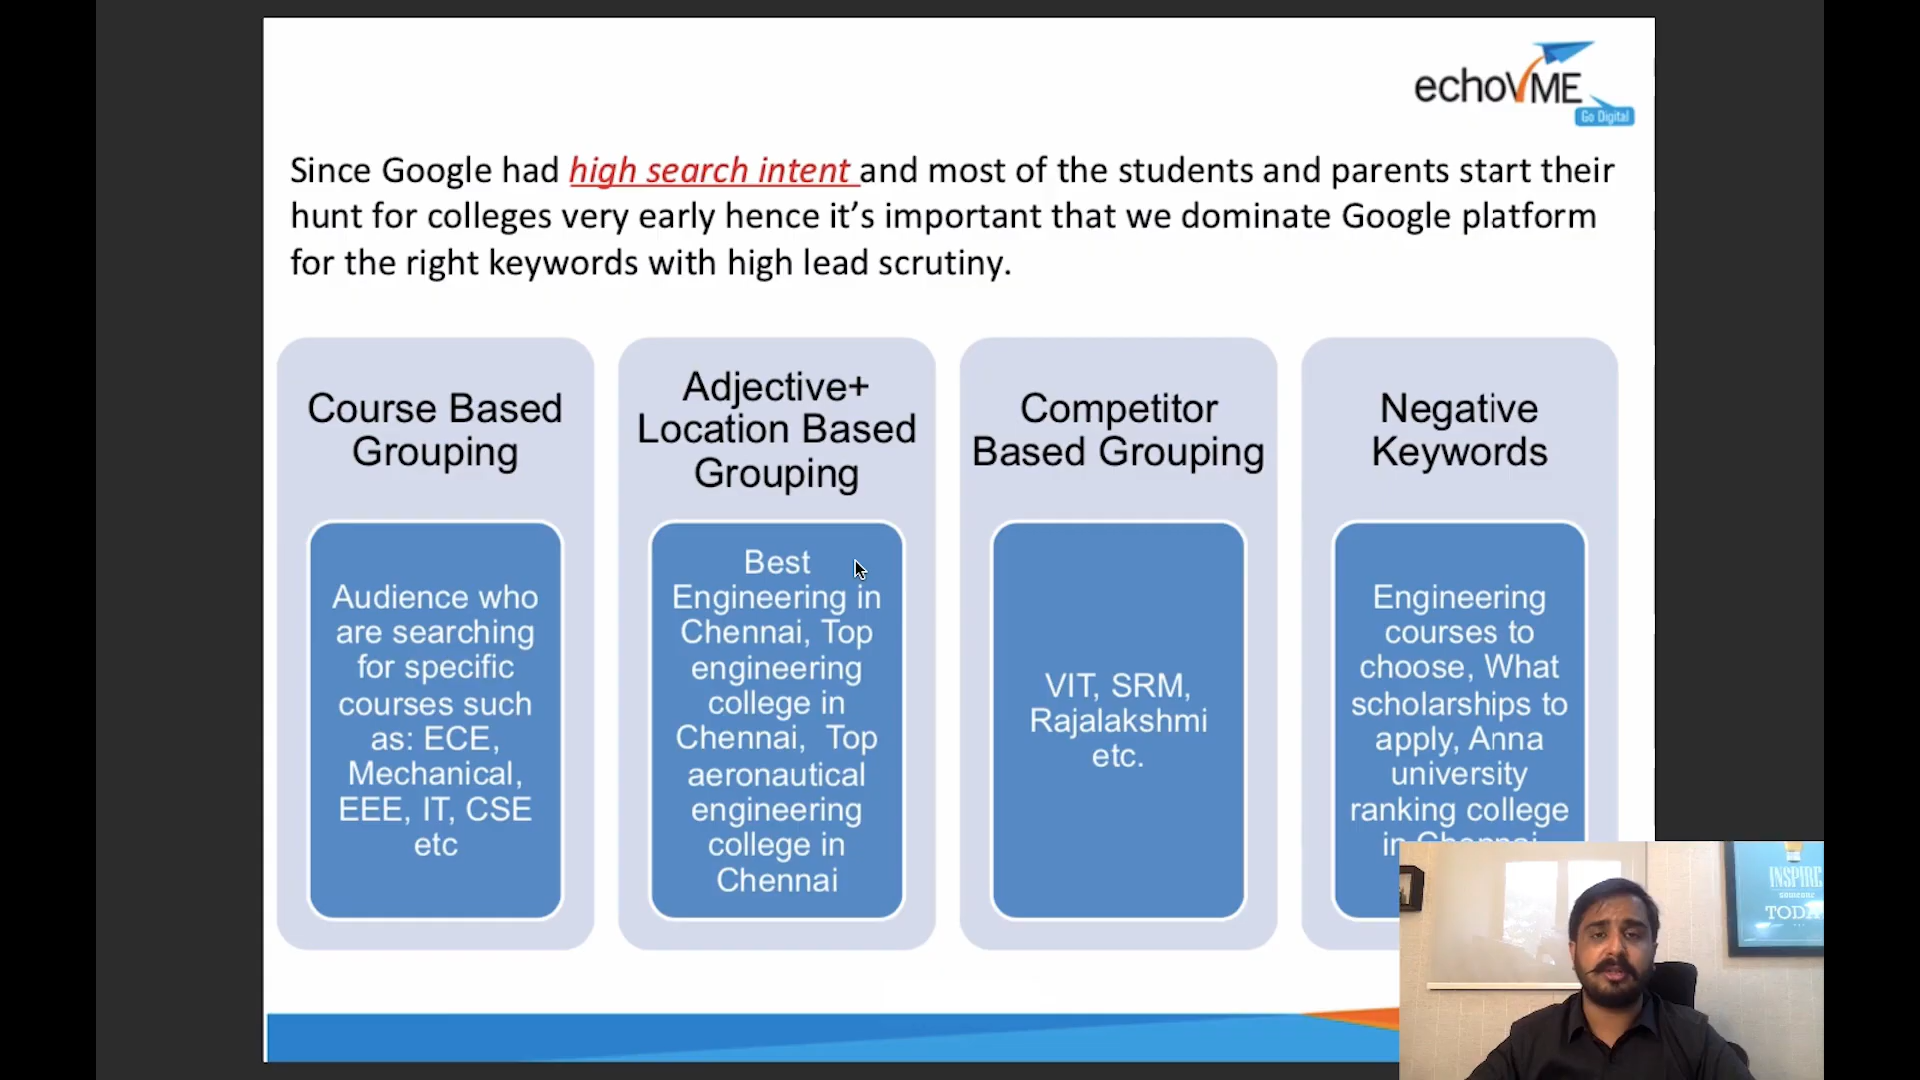 echoVME
Go Digital
Since Google had high search intent and most of the students and parents start their
hunt for colleges very early hence it's important that we dominate Google platform
for the right keywords with high lead scrutiny.
Course Based
Grouping
Audience who
are searching
for specific
courses such
as: ECE,
Mechanical,
EEE, IT, CSE
etc
Adjective+
Location Based
Grouping
Best
Engineering in
Chennai, Top
engineering
college in
Chennai, Top
aeronautical
engineering
college in
Chennai
Competitor
Based Grouping
VIT, SRM,
Rajalakshmi
etc.
Negative
Keywords
Engineering
courses to
choose, What
scholarships to
apply, Anna
university
ranking college
in Chennai
INSPIRE
someone
TODA